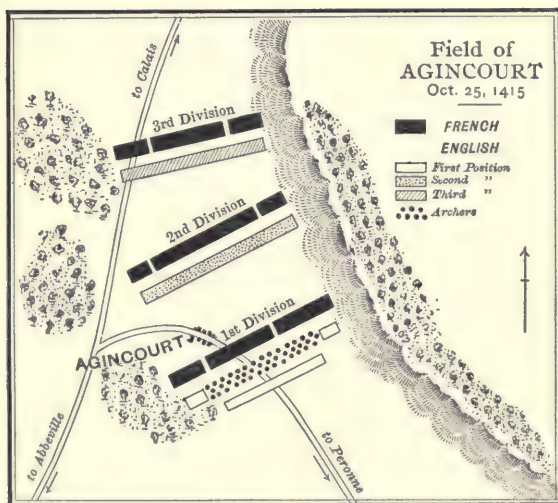 Field of
AGINCOURT
Oct. 25, 1415
FRENCH
ENGLISH
First Position
Second "
Third "
Archers
to Calais
3rd Division
2nd Division
1st Division
AGINCOURT
to Abbeville
to Peronne